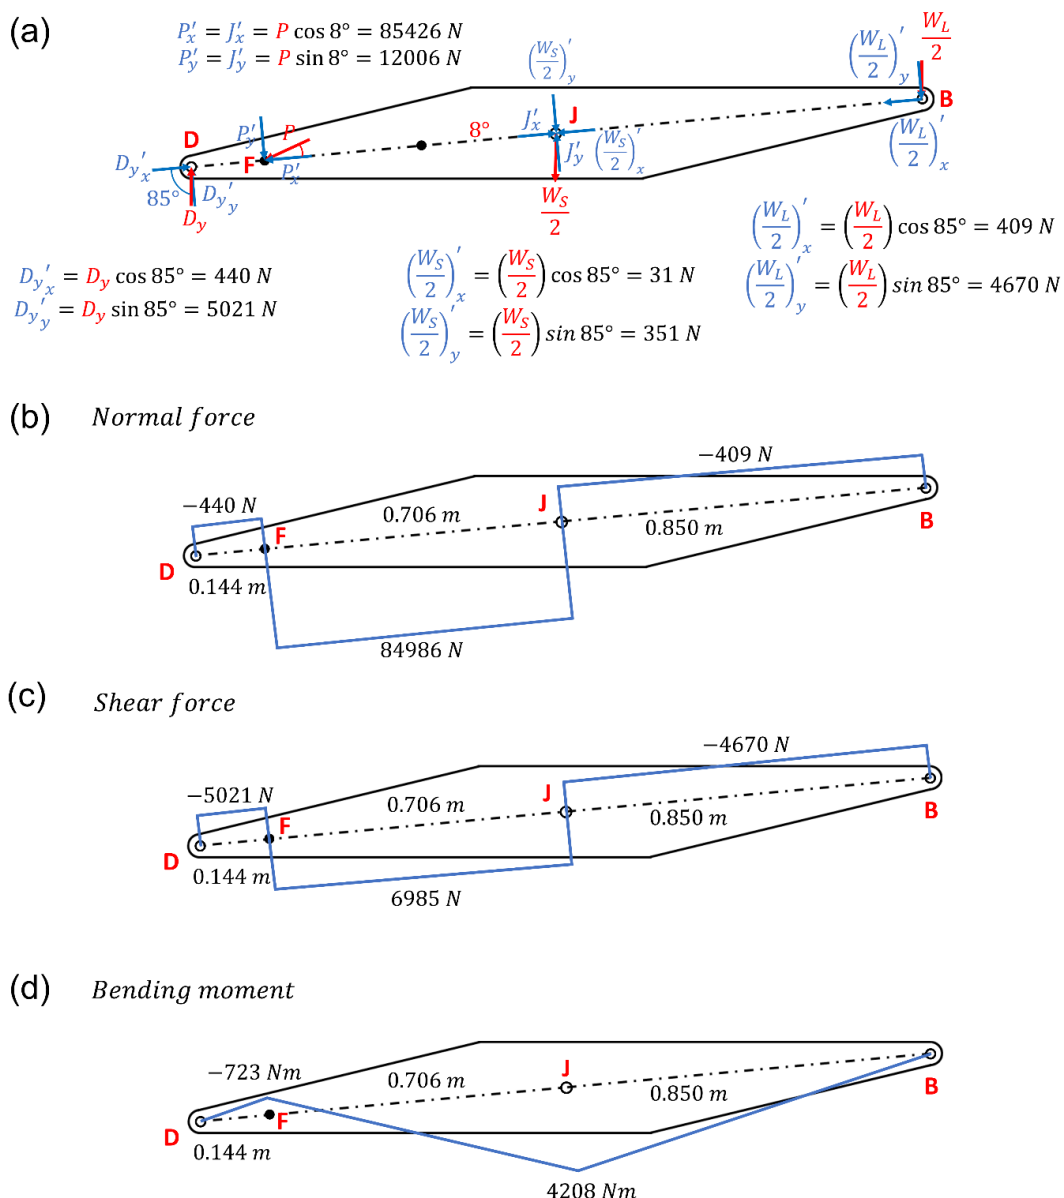 (a)
P′x = J′x = P cos 8° = 85426 N
P′y = J′y = P sin 8° = 12006 N
(WS/2)′y
(WL/2)′y
WL/2
B
D
P′y
P
F
P′x
8°
J′x
J
J′y
(WS/2)′x
(WL/2)′x
Dy′x
85°
Dy′y
Dy
WS/2
(WL/2)′x = (WL/2) cos 85° = 409 N
(WL/2)′y = (WL/2) sin 85° = 4670 N
Dy′x = Dy cos 85° = 440 N
Dy′y = Dy sin 85° = 5021 N
(WS/2)′x = (WS/2) cos 85° = 31 N
(WS/2)′y = (WS/2) sin 85° = 351 N
(b) Normal force
−409 N
−440 N
F
0.706 m
J
0.850 m
B
D
0.144 m
84986 N
(c) Shear force
−4670 N
−5021 N
F
0.706 m
J
0.850 m
B
D
0.144 m
6985 N
(d) Bending moment
−723 Nm
0.706 m
J
0.850 m
B
D
F
0.144 m
4208 Nm